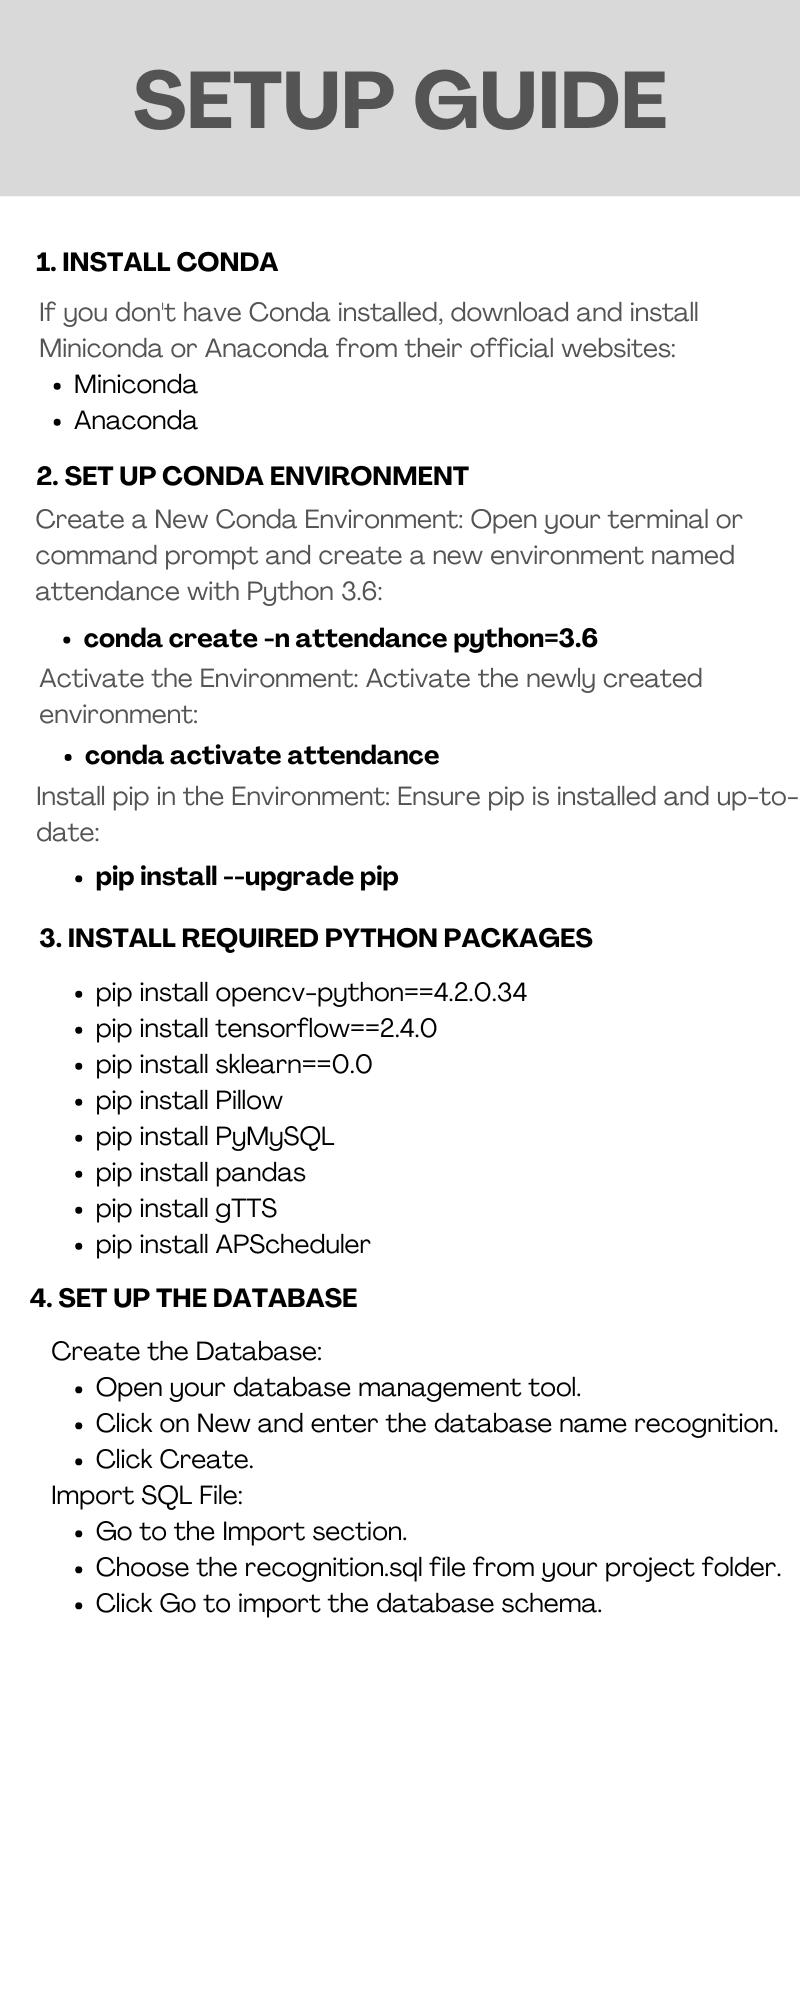 SETUP GUIDE
1. INSTALL CONDA
If you don't have Conda installed, download and install
Miniconda or Anaconda from their official websites:
• Miniconda
• Anaconda
2. SET UP CONDA ENVIRONMENT
Create a New Conda Environment: Open your terminal or
command prompt and create a new environment named
attendance with Python 3.6:
• conda create -n attendance python=3.6
Activate the Environment: Activate the newly created
environment:
• conda activate attendance
Install pip in the Environment: Ensure pip is installed and up-to-
date:
• pip install --upgrade pip
3. INSTALL REQUIRED PYTHON PACKAGES
• pip install opencv-python==4.2.0.34
• pip install tensorflow==2.4.0
• pip install sklearn==0.0
• pip install Pillow
• pip install PyMySQL
• pip install pandas
• pip install gTTS
• pip install APScheduler
4. SET UP THE DATABASE
Create the Database:
• Open your database management tool.
• Click on New and enter the database name recognition.
• Click Create.
Import SQL File:
• Go to the Import section.
• Choose the recognition.sql file from your project folder.
• Click Go to import the database schema.